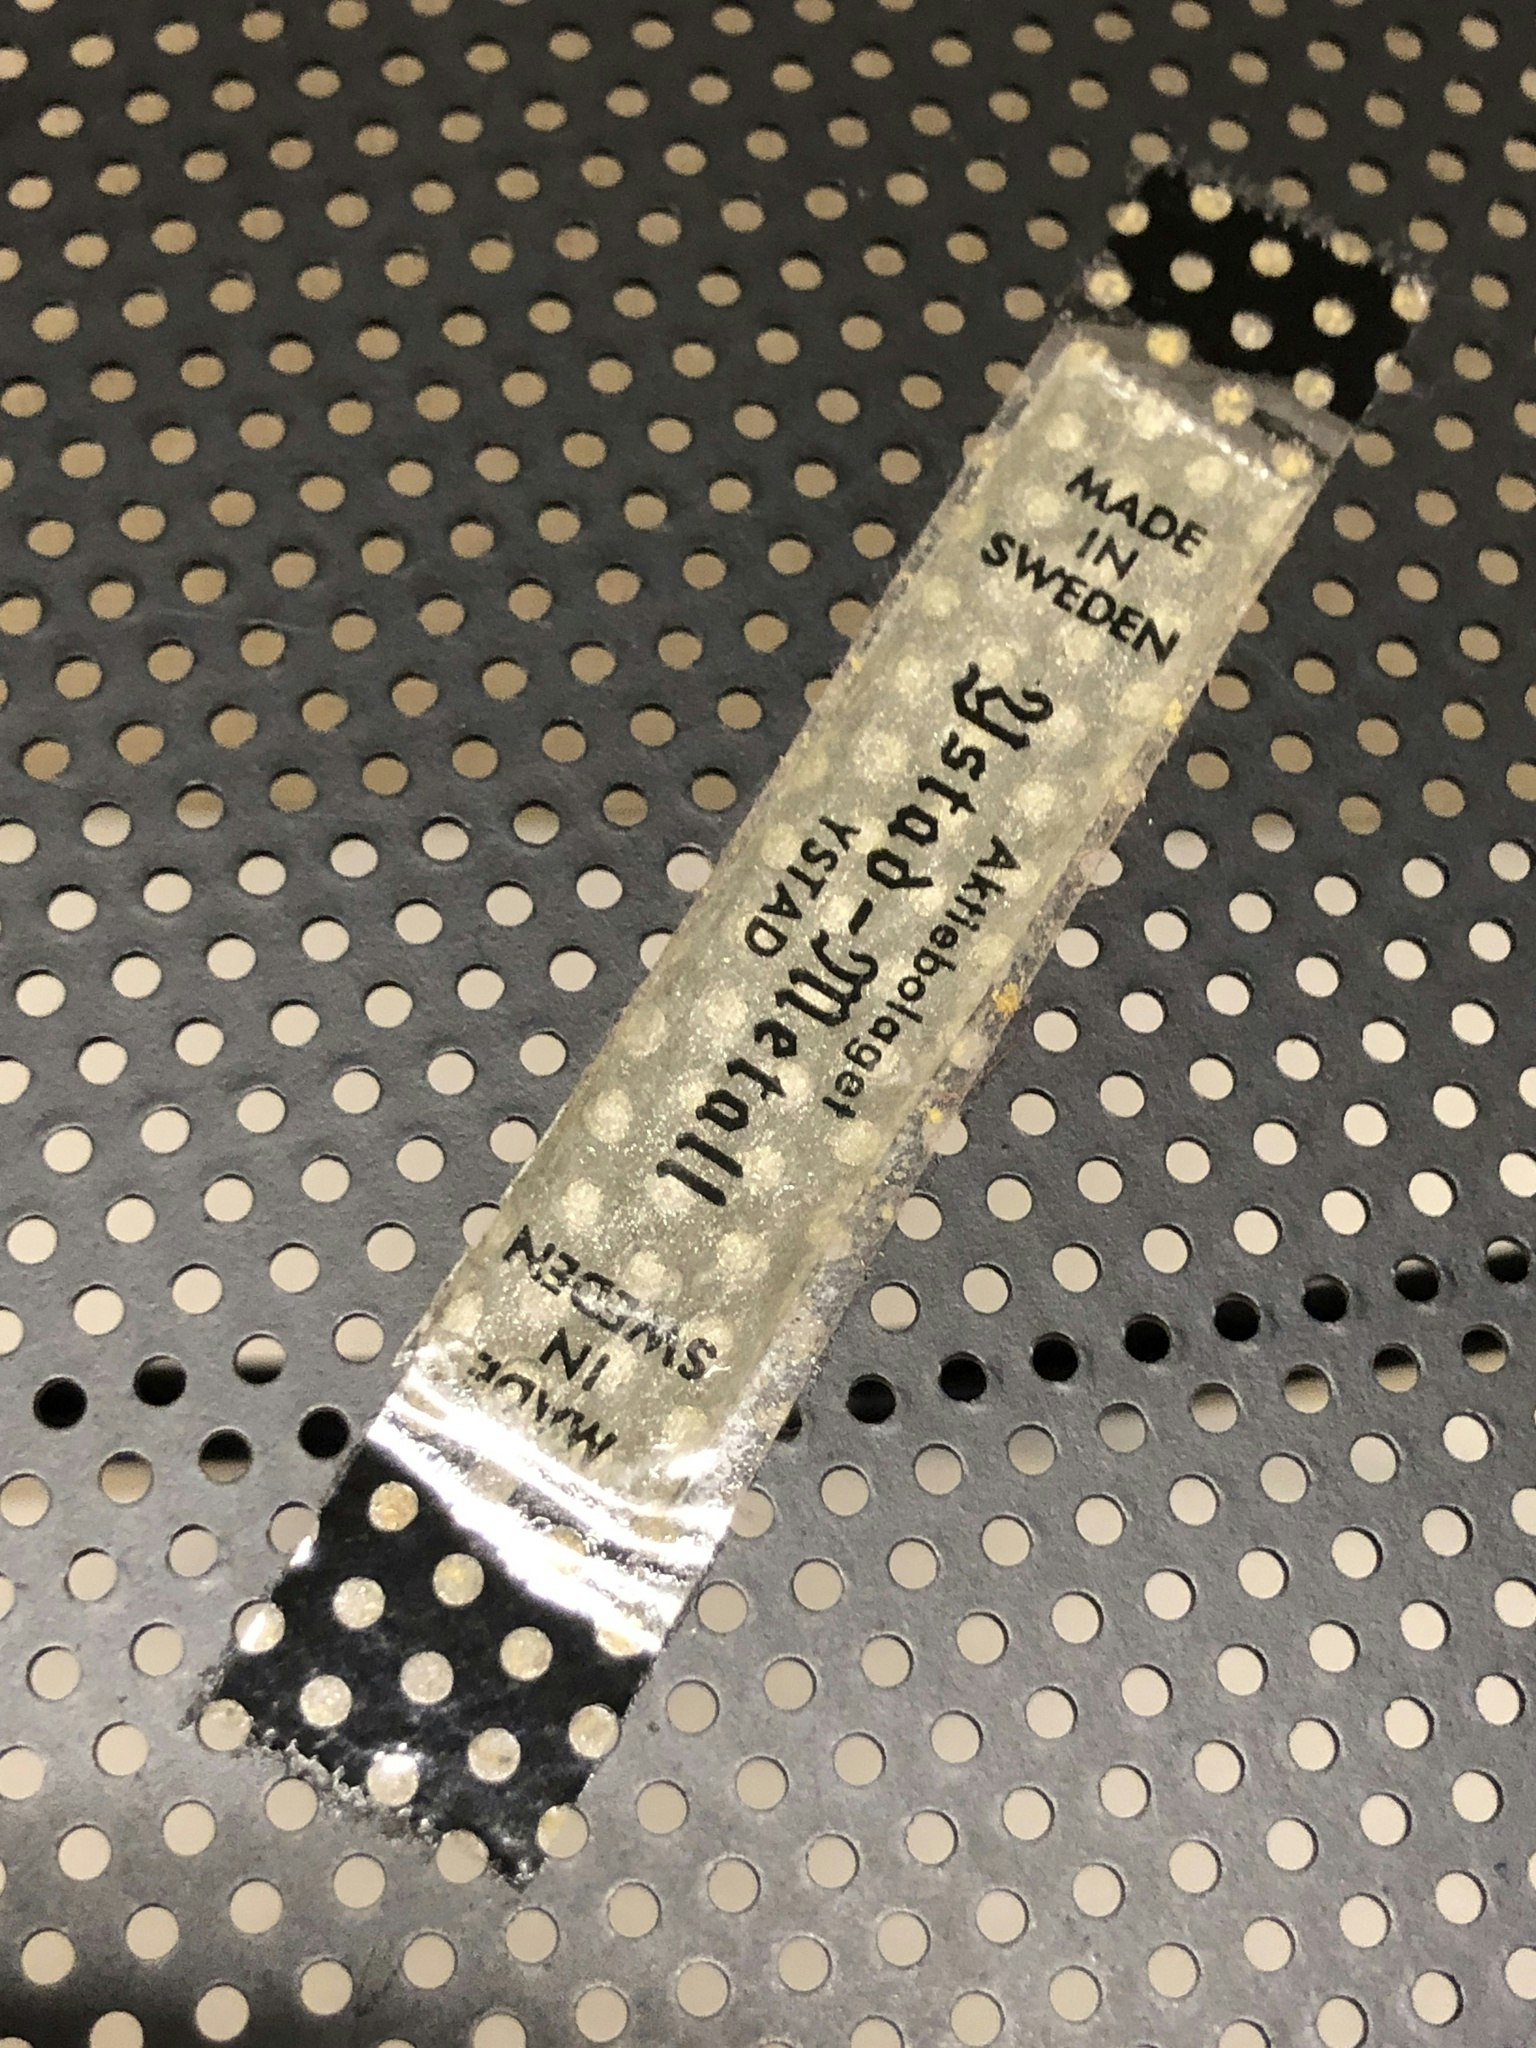 MADE
IN
SWEDEN
Aktiebolaget
Ystad-Metall
YSTAD
MADE
IN
SWEDEN